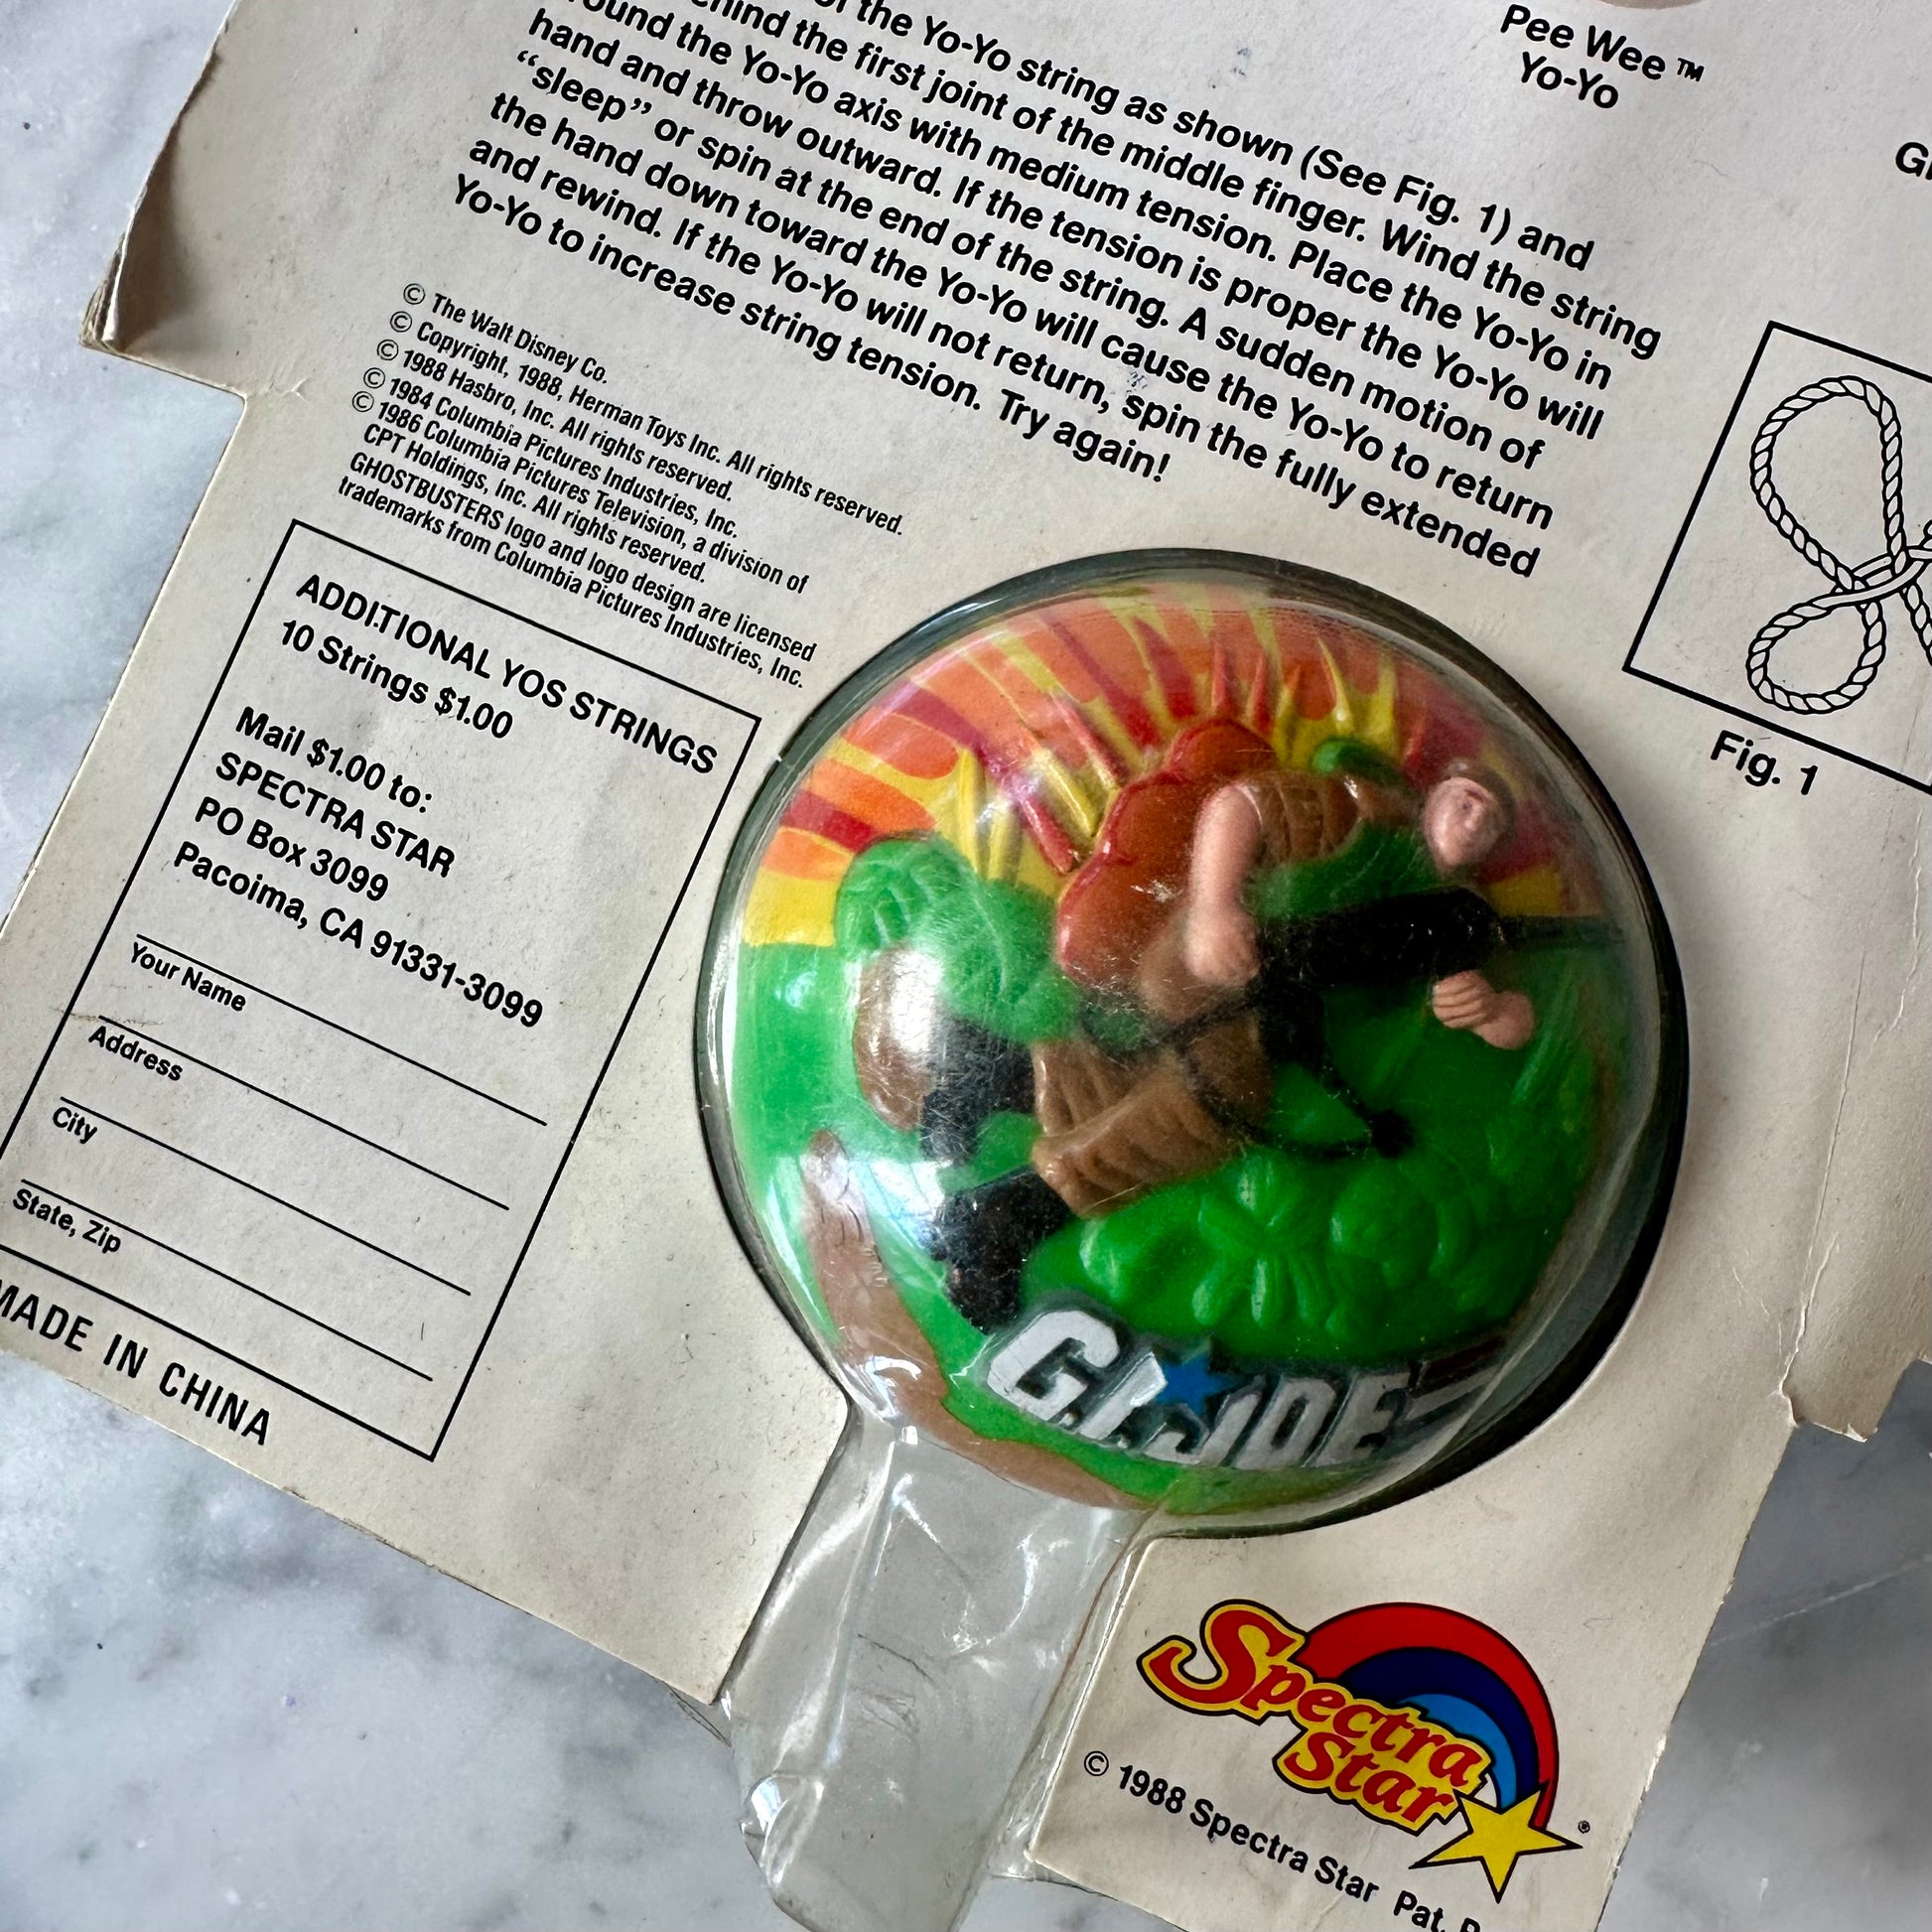 of the Yo-Yo string as shown (See Fig. 1) and
behind the first joint of the middle finger. Wind the string
the Yo-Yo axis with medium tension. Place the Yo-Yo in
hand and throw outward. If the tension is proper the Yo-Yo will
“sleep” or spin at the end of the string. A sudden motion of
the hand down toward the Yo-Yo will cause the Yo-Yo to return
and rewind. If the Yo-Yo will not return, spin the fully extended
Yo-Yo to increase string tension. Try again!
Pee Wee™
Yo-Yo
Fig. 1
© The Walt Disney Co.
© Copyright, 1988, Herman Toys Inc. All rights reserved.
© 1988 Hasbro, Inc. All rights reserved.
© 1984 Columbia Pictures Industries, Inc.
© 1986 Columbia Pictures Television, a division of
CPT Holdings, Inc. All rights reserved.
GHOSTBUSTERS logo and logo design are licensed
trademarks from Columbia Pictures Industries, Inc.
ADDITIONAL YOS STRINGS
10 Strings $1.00
Mail $1.00 to:
SPECTRA STAR
PO Box 3099
Pacoima, CA 91331-3099
Your Name
Address
City
State, Zip
MADE IN CHINA
G.I. JOE
Spectra
Star®
© 1988 Spectra Star Pat.